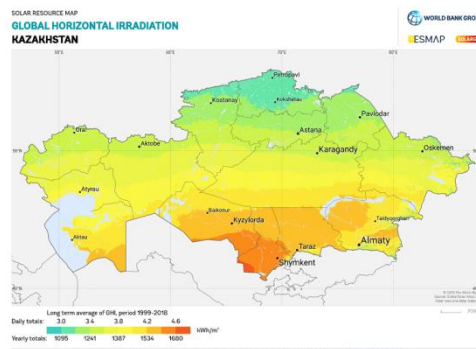 SOLAR RESOURCE MAP
GLOBAL HORIZONTAL IRRADIATION
KAZAKHSTAN
WORLD BANK GROUP
ESMAP
Petropavl
Kostanay
Kokshetau
Pavlodar
Oral
Aktobe
Astana
Karagandy
Oskemen
Atyrau
Baikonur
Kyzylorda
Taldykorgan
Aktau
Taraz
Almaty
Shymkent
Long term average of GHI, period 1999-2018
Daily totals: 3.0 3.4 3.8 4.2 4.6
kWh/m²
Yearly totals: 1095 1241 1387 1534 1680